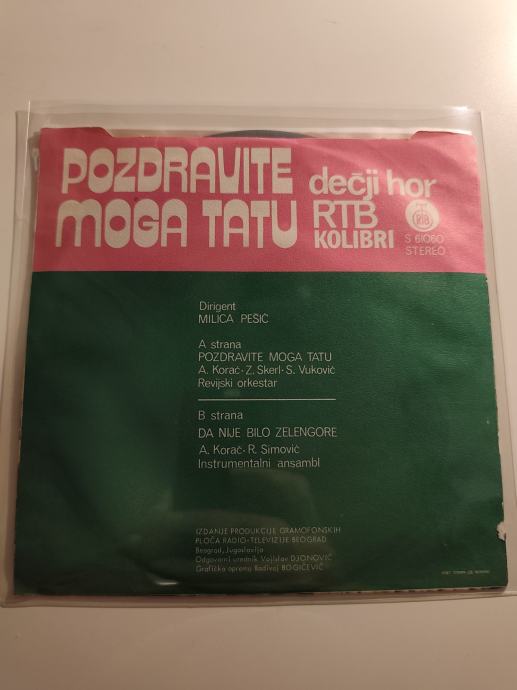 POZDRAVITE
MOGA TATU
dečji hor
RTB
KOLIBRI
RTB
S 61060
STEREO
Dirigent
MILICA PEŠIĆ
A strana
POZDRAVITE MOGA TATU
A. Korać · Z. Skerl · S. Vuković
Revijski orkestar
B strana
DA NIJE BILO ZELENGORE
A. Korać · R. Simović
Instrumentalni ansambl
IZDANJE PRODUKCIJE GRAMOFONSKIH
PLOČA RADIO-TELEVIZIJE BEOGRAD
Beograd, Jugoslavija
Odgovorni urednik Vojislav DJONOVIĆ
Grafička oprema Radivoj BOGIČEVIĆ